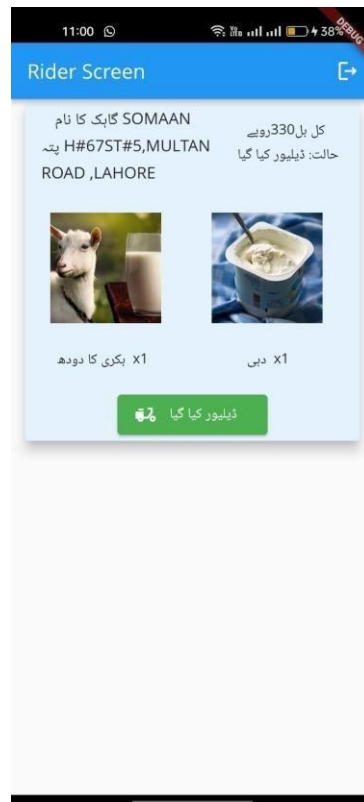 11:00
38%
DEBUG
Rider Screen
گاہک کا نام SOMAAN
پتہ H#67ST#5,MULTAN
ROAD ,LAHORE
کل بل330روپے
حالت: ڈیلیور کیا گیا
بکری کا دودھ x1
دہی x1
ڈیلیور کیا گیا